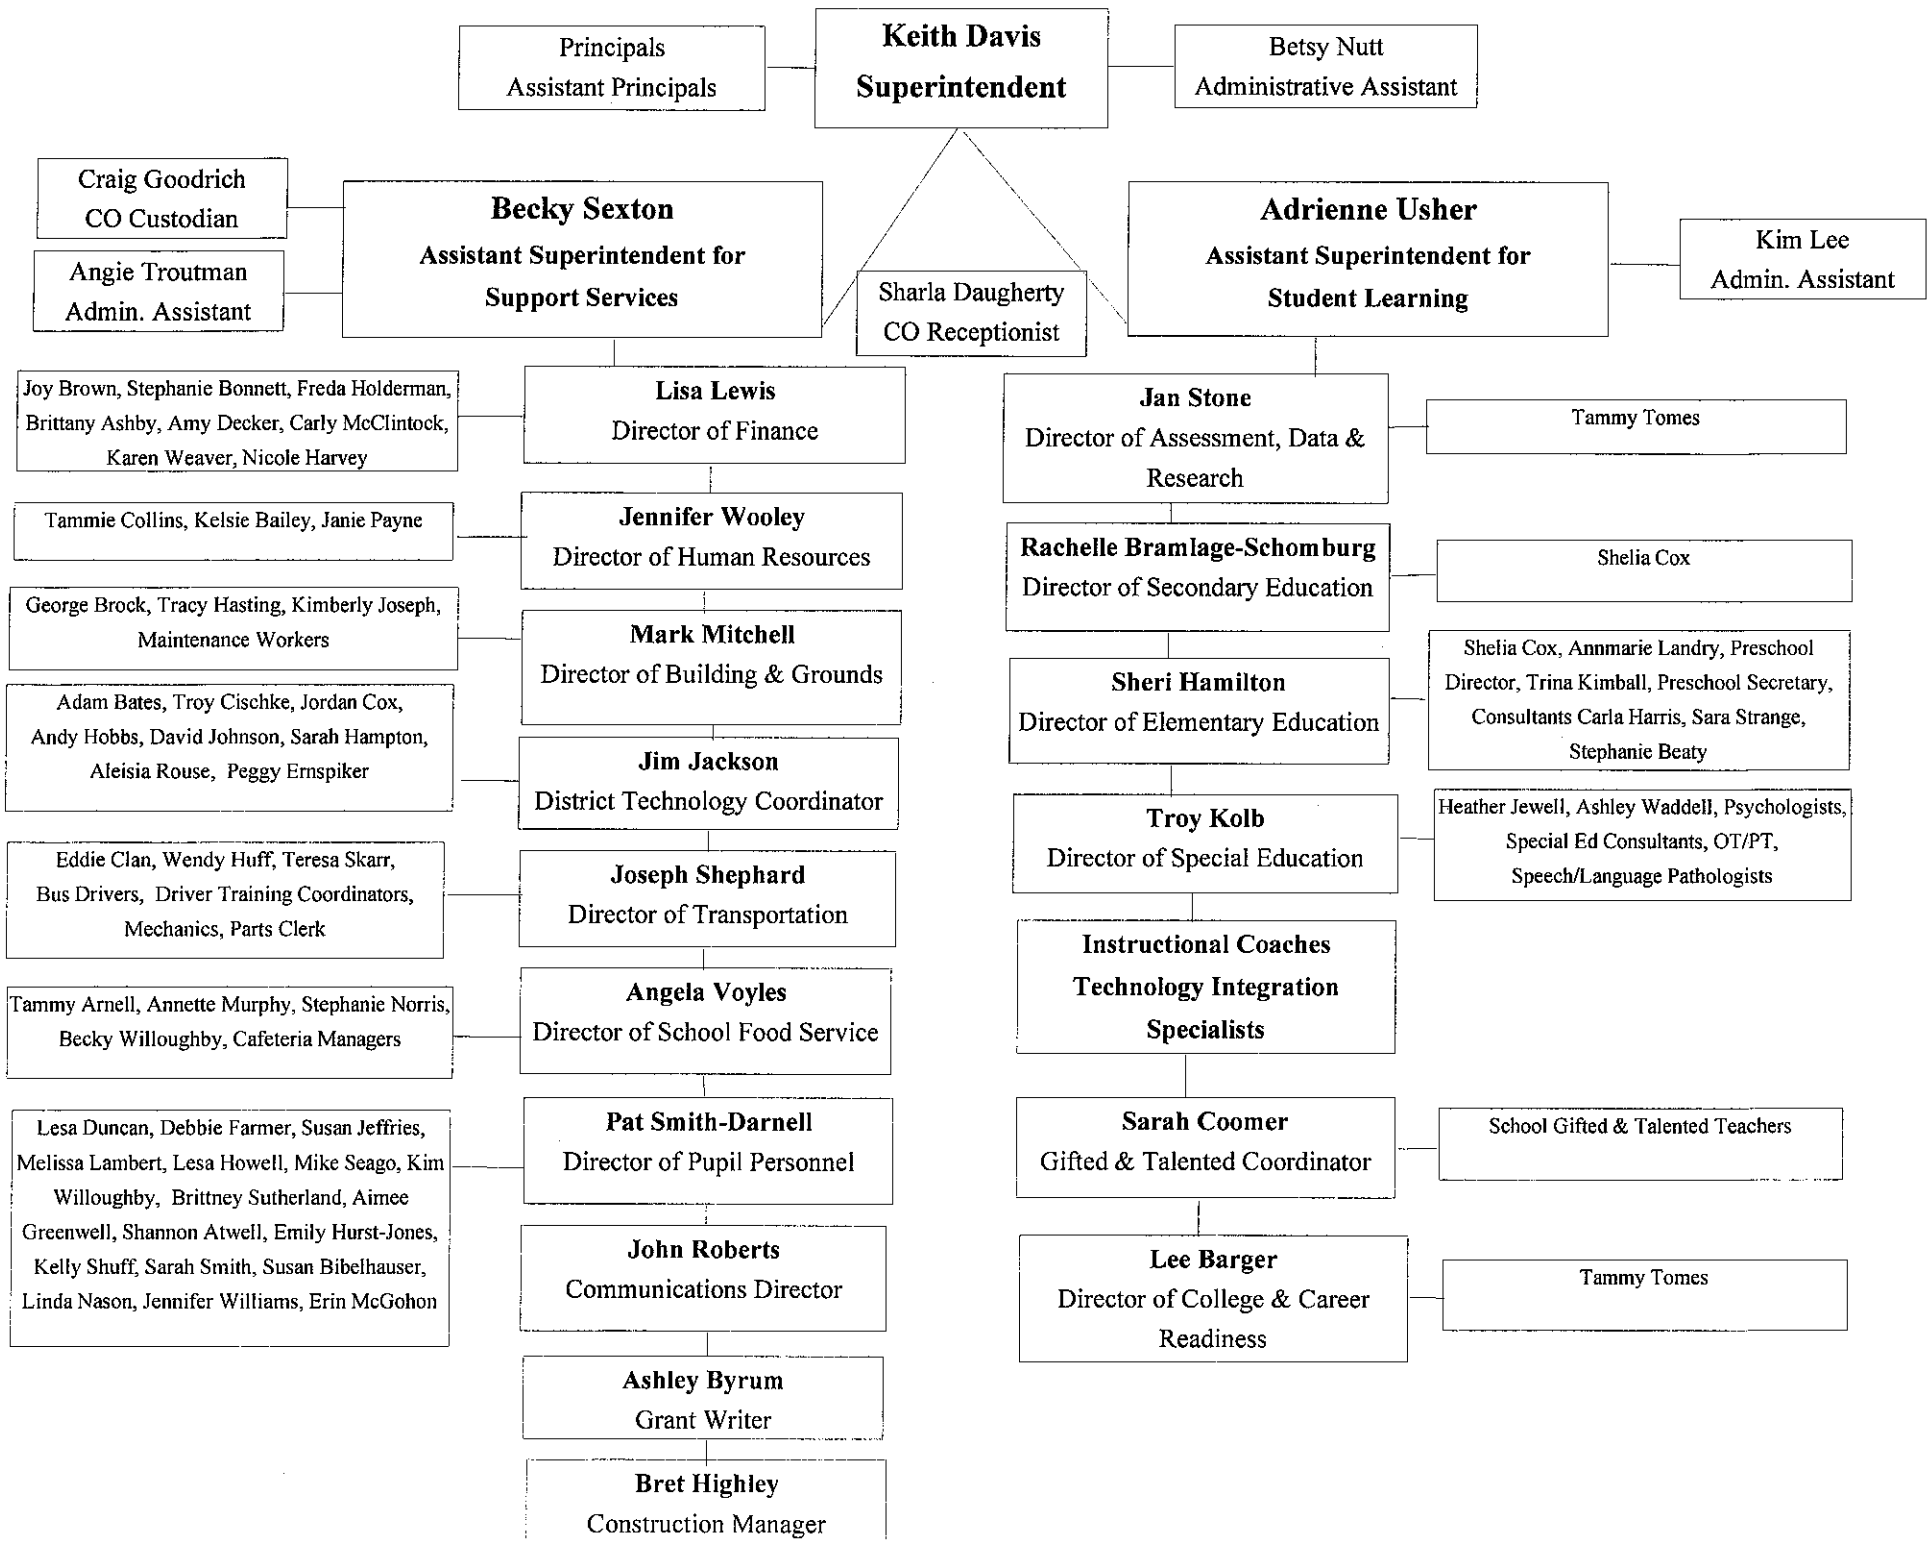 Principals
Assistant Principals
Keith Davis
Superintendent
Betsy Nutt
Administrative Assistant
Craig Goodrich
CO Custodian
Angie Troutman
Admin. Assistant
Becky Sexton
Assistant Superintendent for
Support Services
Sharla Daugherty
CO Receptionist
Adrienne Usher
Assistant Superintendent for
Student Learning
Kim Lee
Admin. Assistant
Joy Brown, Stephanie Bonnett, Freda Holderman,
Brittany Ashby, Amy Decker, Carly McClintock,
Karen Weaver, Nicole Harvey
Lisa Lewis
Director of Finance
Tammie Collins, Kelsie Bailey, Janie Payne
Jennifer Wooley
Director of Human Resources
George Brock, Tracy Hasting, Kimberly Joseph,
Maintenance Workers
Mark Mitchell
Director of Building & Grounds
Adam Bates, Troy Cischke, Jordan Cox,
Andy Hobbs, David Johnson, Sarah Hampton,
Aleisia Rouse, Peggy Ernspiker
Jim Jackson
District Technology Coordinator
Eddie Clan, Wendy Huff, Teresa Skarr,
Bus Drivers, Driver Training Coordinators,
Mechanics, Parts Clerk
Joseph Shephard
Director of Transportation
Tammy Arnell, Annette Murphy, Stephanie Norris,
Becky Willoughby, Cafeteria Managers
Angela Voyles
Director of School Food Service
Lesa Duncan, Debbie Farmer, Susan Jeffries,
Melissa Lambert, Lesa Howell, Mike Seago, Kim
Willoughby, Brittney Sutherland, Aimee
Greenwell, Shannon Atwell, Emily Hurst-Jones,
Kelly Shuff, Sarah Smith, Susan Bibelhauser,
Linda Nason, Jennifer Williams, Erin McGohon
Pat Smith-Darnell
Director of Pupil Personnel
John Roberts
Communications Director
Ashley Byrum
Grant Writer
Bret Highley
Construction Manager
Jan Stone
Director of Assessment, Data &
Research
Tammy Tomes
Rachelle Bramlage-Schomburg
Director of Secondary Education
Shelia Cox
Sheri Hamilton
Director of Elementary Education
Shelia Cox, Annmarie Landry, Preschool
Director, Trina Kimball, Preschool Secretary,
Consultants Carla Harris, Sara Strange,
Stephanie Beaty
Troy Kolb
Director of Special Education
Heather Jewell, Ashley Waddell, Psychologists,
Special Ed Consultants, OT/PT,
Speech/Language Pathologists
Instructional Coaches
Technology Integration
Specialists
Sarah Coomer
Gifted & Talented Coordinator
School Gifted & Talented Teachers
Lee Barger
Director of College & Career
Readiness
Tammy Tomes